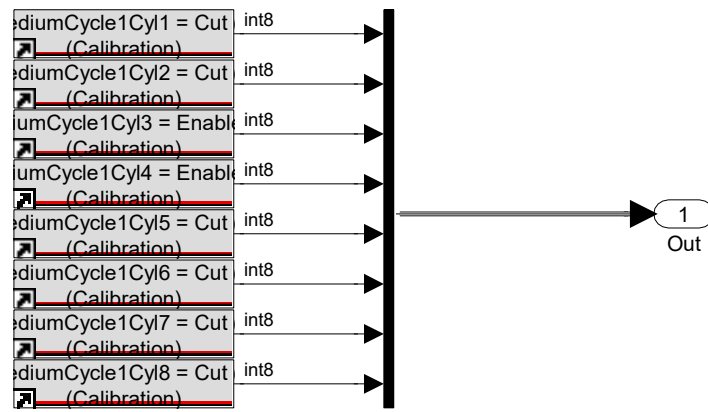 ediumCycle1Cyl1 = Cut int8
(Calibration)
ediumCycle1Cyl2 = Cut int8
(Calibration)
iumCycle1Cyl3 = Enable int8
(Calibration)
iumCycle1Cyl4 = Enable int8
(Calibration)
ediumCycle1Cyl5 = Cut int8
(Calibration)
ediumCycle1Cyl6 = Cut int8
(Calibration)
ediumCycle1Cyl7 = Cut int8
(Calibration)
ediumCycle1Cyl8 = Cut int8
(Calibration)
1
Out